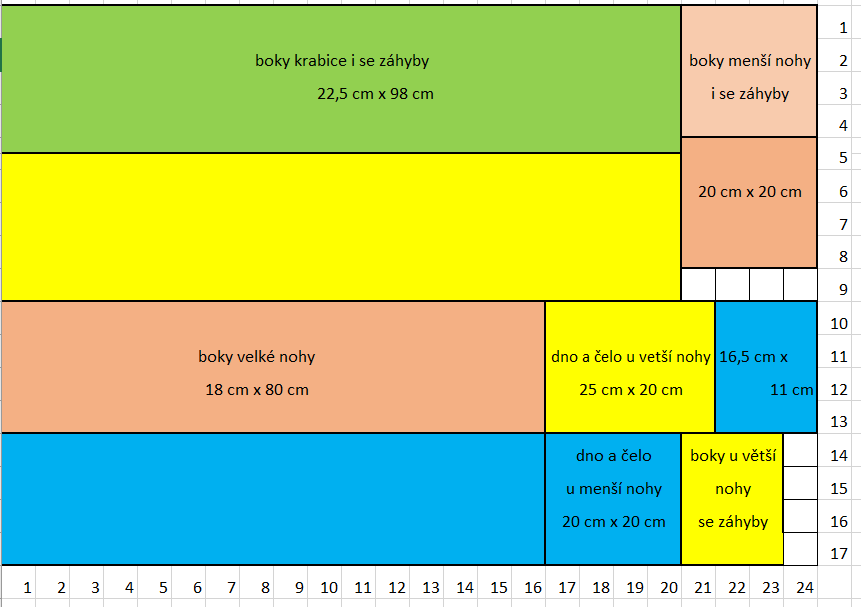 boky krabice i se záhyby
22,5 cm x 98 cm
boky menší nohy
i se záhyby
20 cm x 20 cm
boky velké nohy
18 cm x 80 cm
dno a čelo u vetší nohy
25 cm x 20 cm
16,5 cm x
11 cm
dno a čelo
u menší nohy
20 cm x 20 cm
boky u větší
nohy
se záhyby
1
2
3
4
5
6
7
8
9
10
11
12
13
14
15
16
17
1 2 3 4 5 6 7 8 9 10 11 12 13 14 15 16 17 18 19 20 21 22 23 24